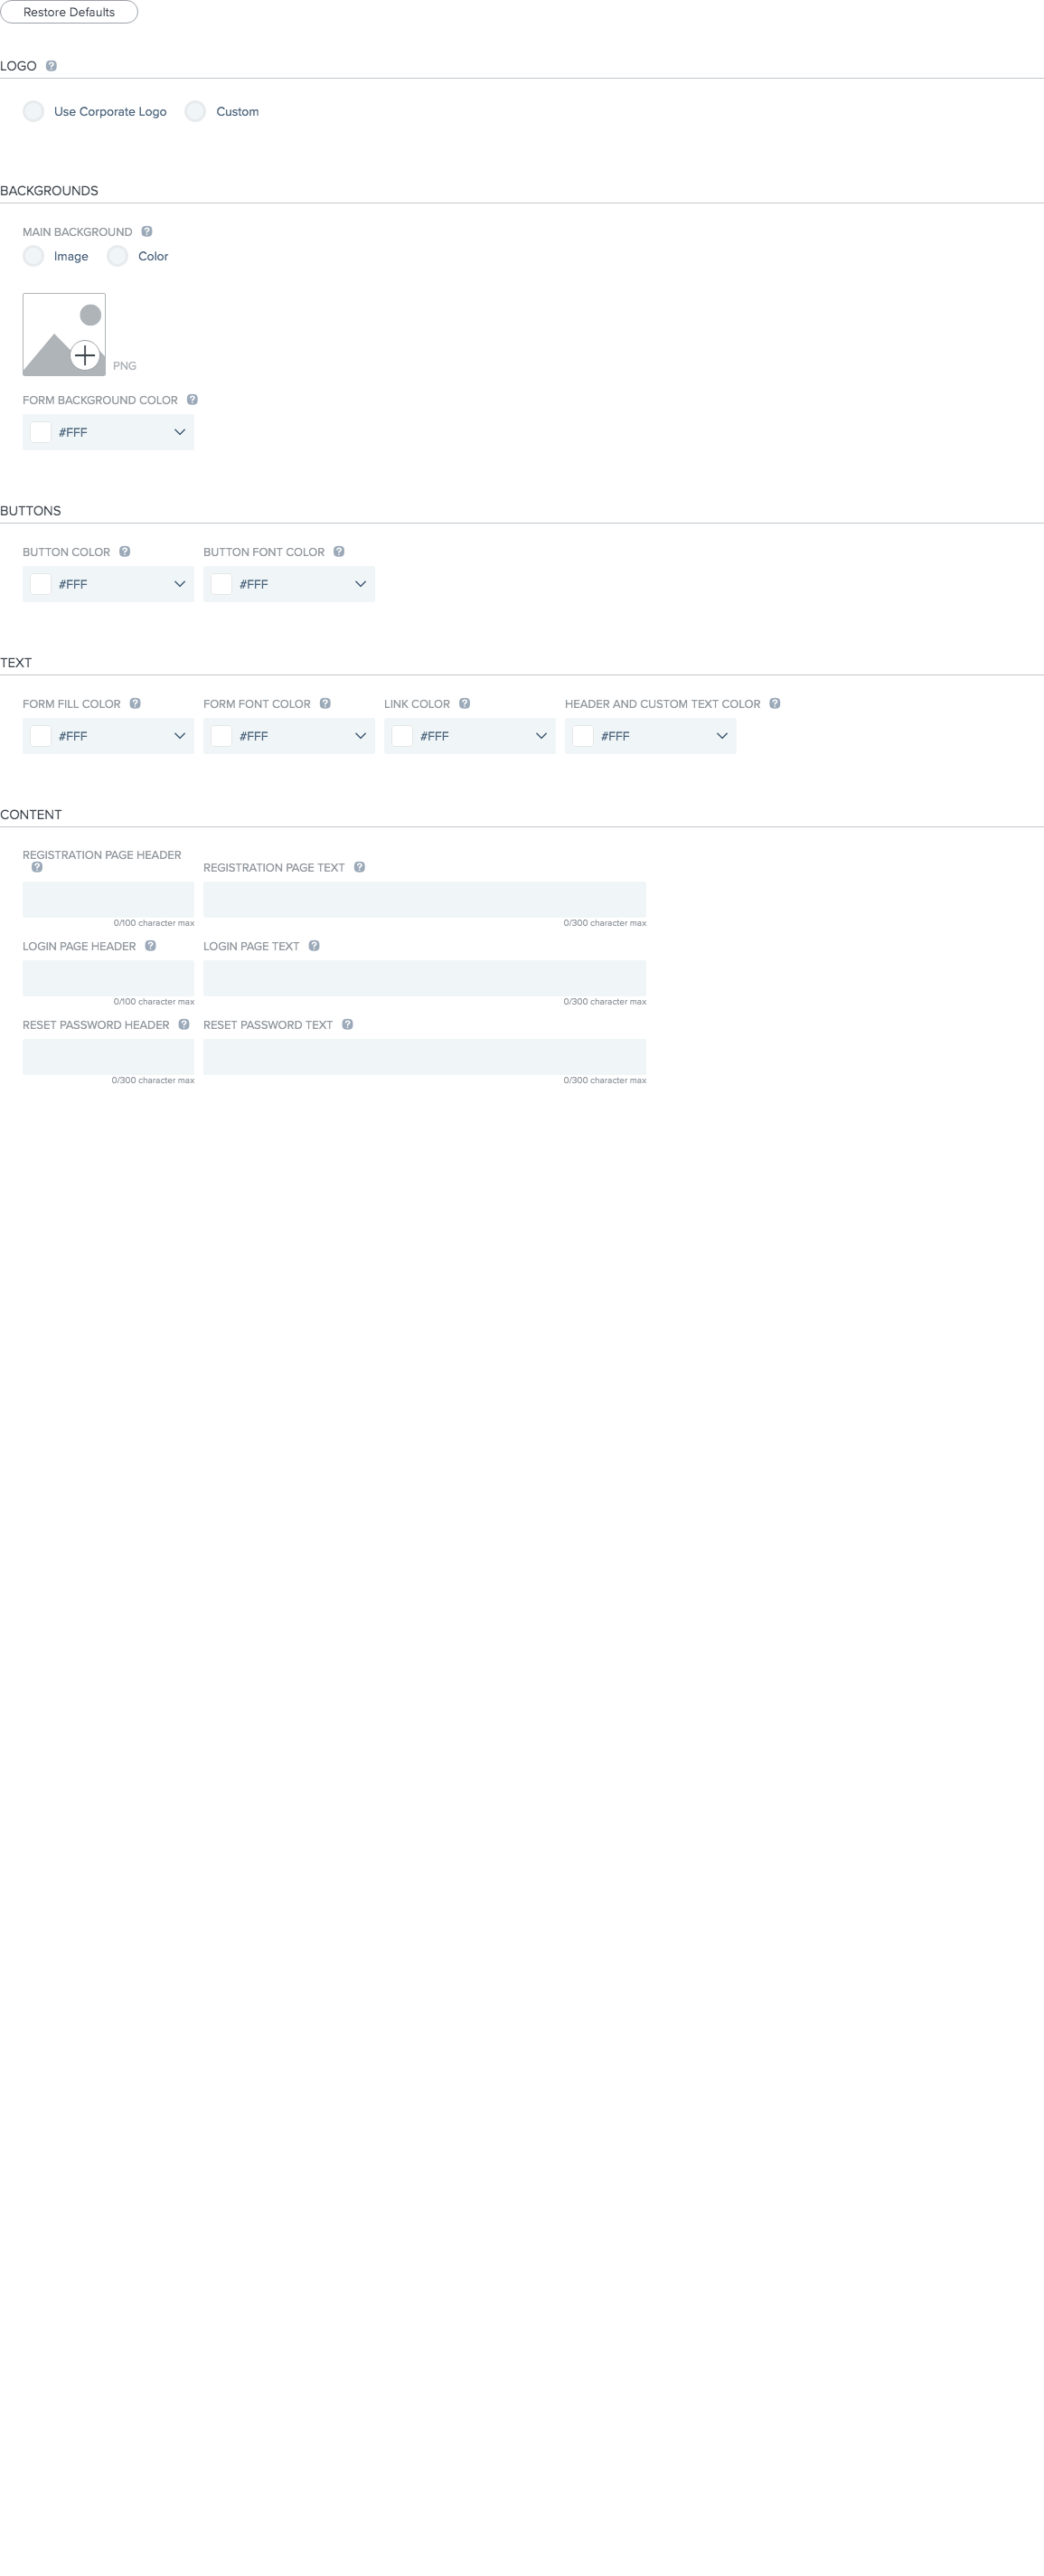 Restore Defaults
LOGO ?
Use Corporate Logo Custom
BACKGROUNDS
MAIN BACKGROUND ?
Image Color
PNG
FORM BACKGROUND COLOR ?
#FFF
BUTTONS
BUTTON COLOR ? BUTTON FONT COLOR ?
#FFF #FFF
TEXT
FORM FILL COLOR ? FORM FONT COLOR ? LINK COLOR ? HEADER AND CUSTOM TEXT COLOR ?
#FFF #FFF #FFF #FFF
CONTENT
REGISTRATION PAGE HEADER
? REGISTRATION PAGE TEXT ?
0/100 character max 0/300 character max
LOGIN PAGE HEADER ? LOGIN PAGE TEXT ?
0/100 character max 0/300 character max
RESET PASSWORD HEADER ? RESET PASSWORD TEXT ?
0/300 character max 0/300 character max